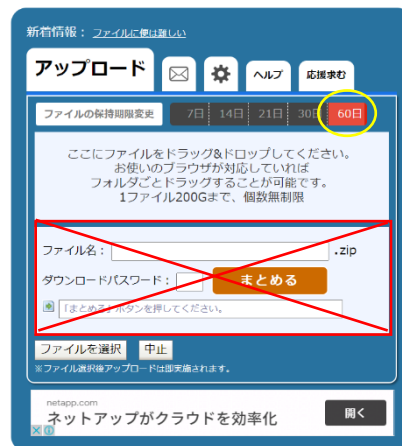 新着情報： ファイルに便は難しい
アップロード ヘルプ 応援求む
ファイルの保持期限変更 7日 14日 21日 30日 60日
ここにファイルをドラッグ&ドロップしてください。
お使いのブラウザが対応していれば
フォルダごとドラッグすることが可能です。
1ファイル200Gまで、個数無制限
ファイル名： .zip
ダウンロードパスワード： まとめる
「まとめる」ボタンを押してください。
ファイルを選択 中止
※ファイル選択後アップロードは即実施されます。
netapp.com
ネットアップがクラウドを効率化 開く